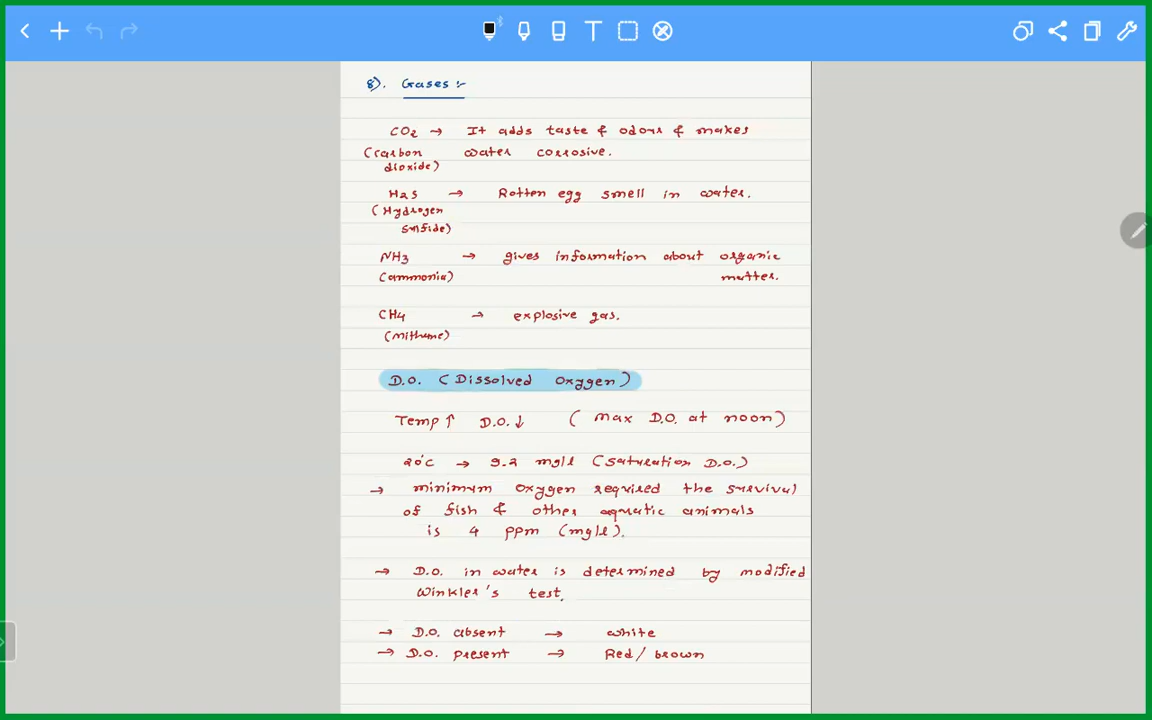 8). Gases :-
CO2 → It adds taste & odour & makes
(carbon water corrosive.
dioxide)
H2S → Rotten egg smell in water.
(Hydrogen
sulfide)
NH3 → gives information about organic
(ammonia) matter.
CH4 → explosive gas.
(Mithane)
D.O. (Dissolved Oxygen)
Temp ↑ D.O. ↓ (Max D.O. at noon)
20°C → 9.2 mg/l (Saturation D.O.)
→ minimum oxygen required the survival
of fish & other aquatic animals
is 4 ppm (mg/l).
→ D.O. in water is determined by modified
Winkler's test.
→ D.O. absent → white
→ D.O. present → Red/brown
T